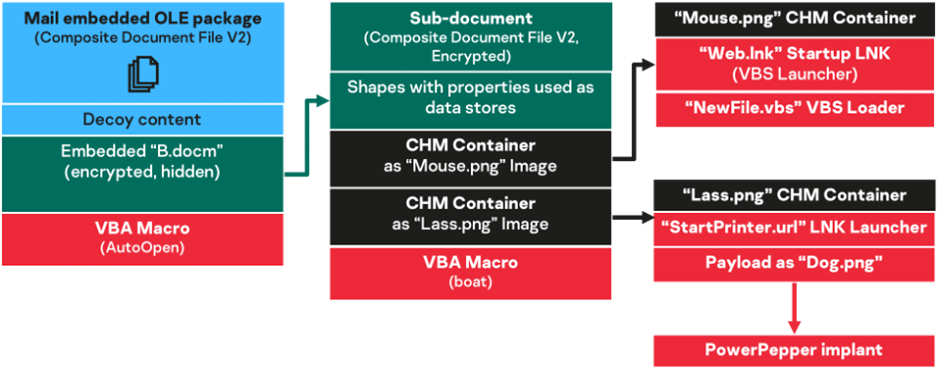 Mail embedded OLE package
(Composite Document File V2)
Decoy content
Embedded “B.docm”
(encrypted, hidden)
VBA Macro
(AutoOpen)
Sub-document
(Composite Document File V2,
Encrypted)
Shapes with properties used as
data stores
CHM Container
as “Mouse.png” Image
CHM Container
as “Lass.png” Image
VBA Macro
(boat)
“Mouse.png” CHM Container
“Web.lnk” Startup LNK
(VBS Launcher)
“NewFile.vbs” VBS Loader
“Lass.png” CHM Container
“StartPrinter.url” LNK Launcher
Payload as “Dog.png”
PowerPepper implant